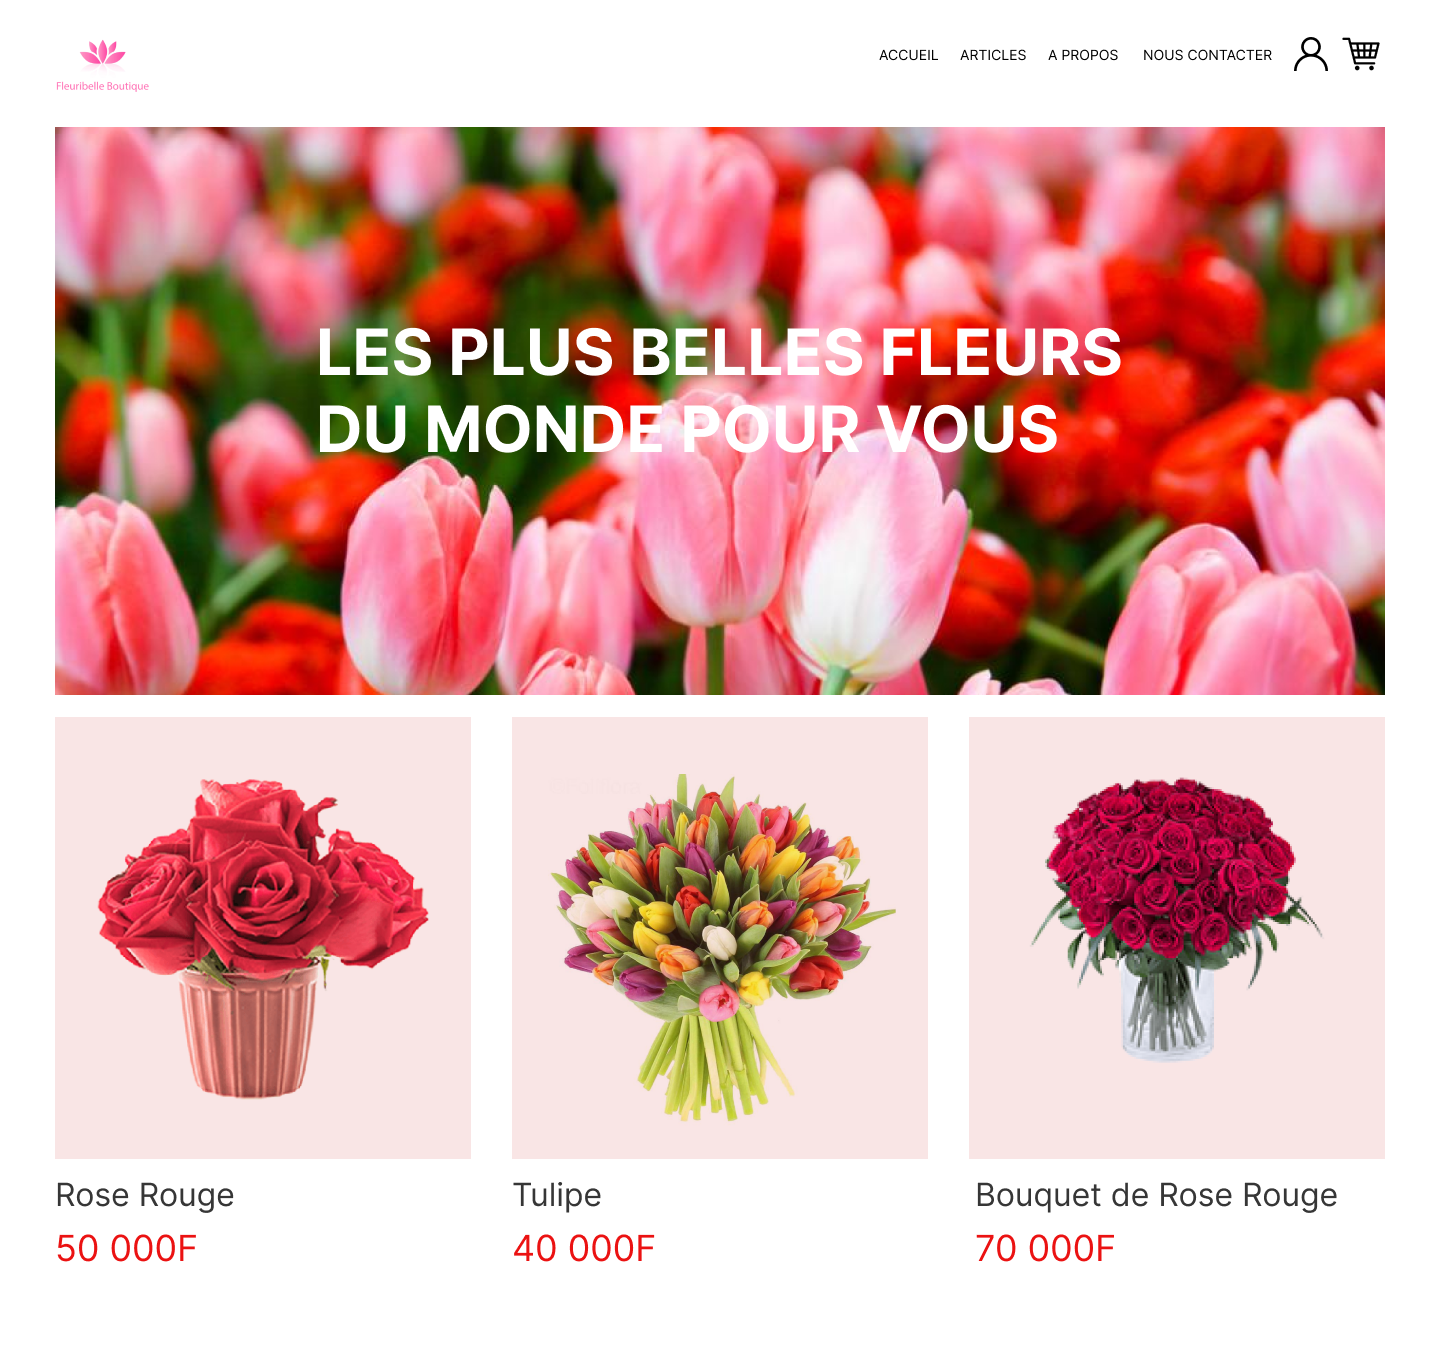 Fleuribelle Boutique
ACCUEIL ARTICLES A PROPOS NOUS CONTACTER
LES PLUS BELLES FLEURS
DU MONDE POUR VOUS
Rose Rouge
50 000F
Tulipe
40 000F
Bouquet de Rose Rouge
70 000F